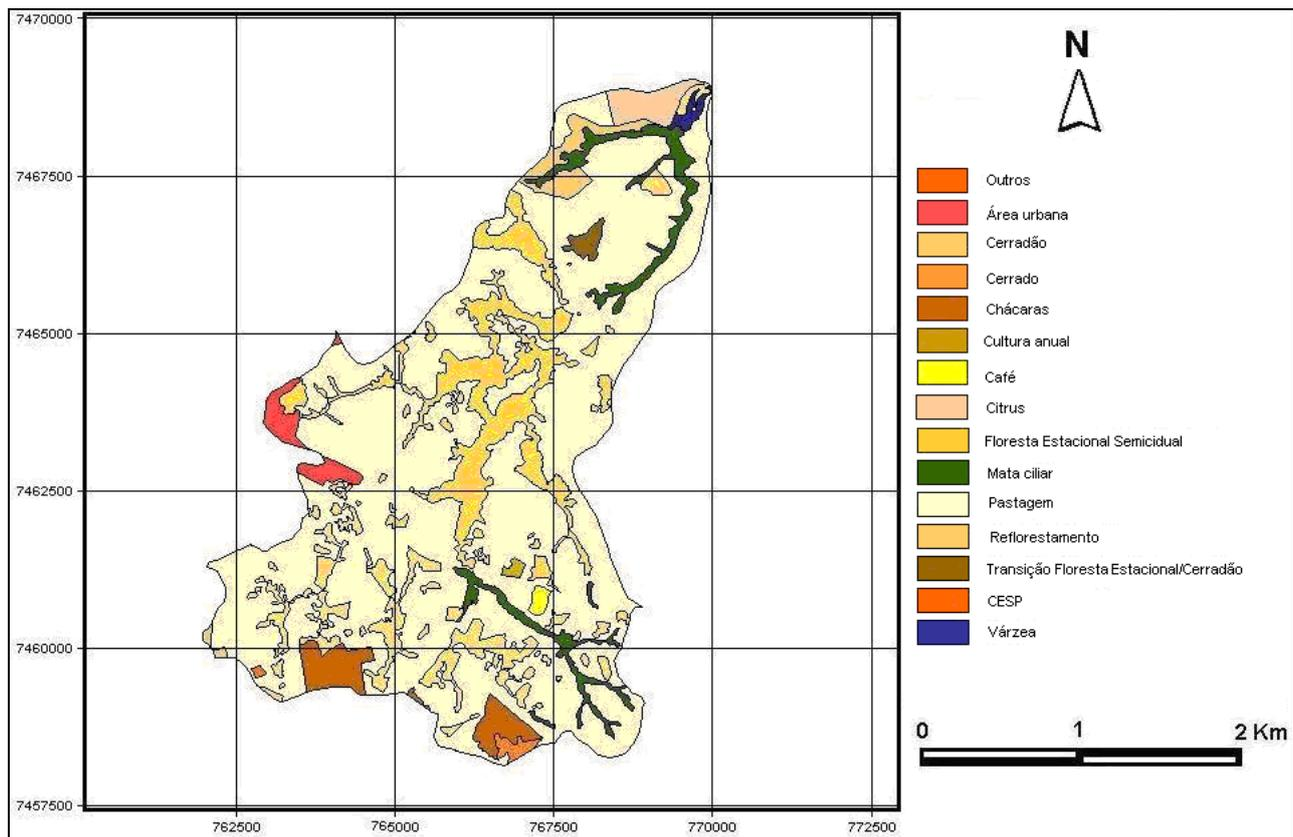 7470000
7467500
7465000
7462500
7460000
7457500
762500
765000
767500
770000
772500
N
Outros
Área urbana
Cerradão
Cerrado
Chácaras
Cultura anual
Café
Citrus
Floresta Estacional Semicidual
Mata ciliar
Pastagem
Reflorestamento
Transição Floresta Estacional/Cerradão
CESP
Várzea
0 1 2 Km